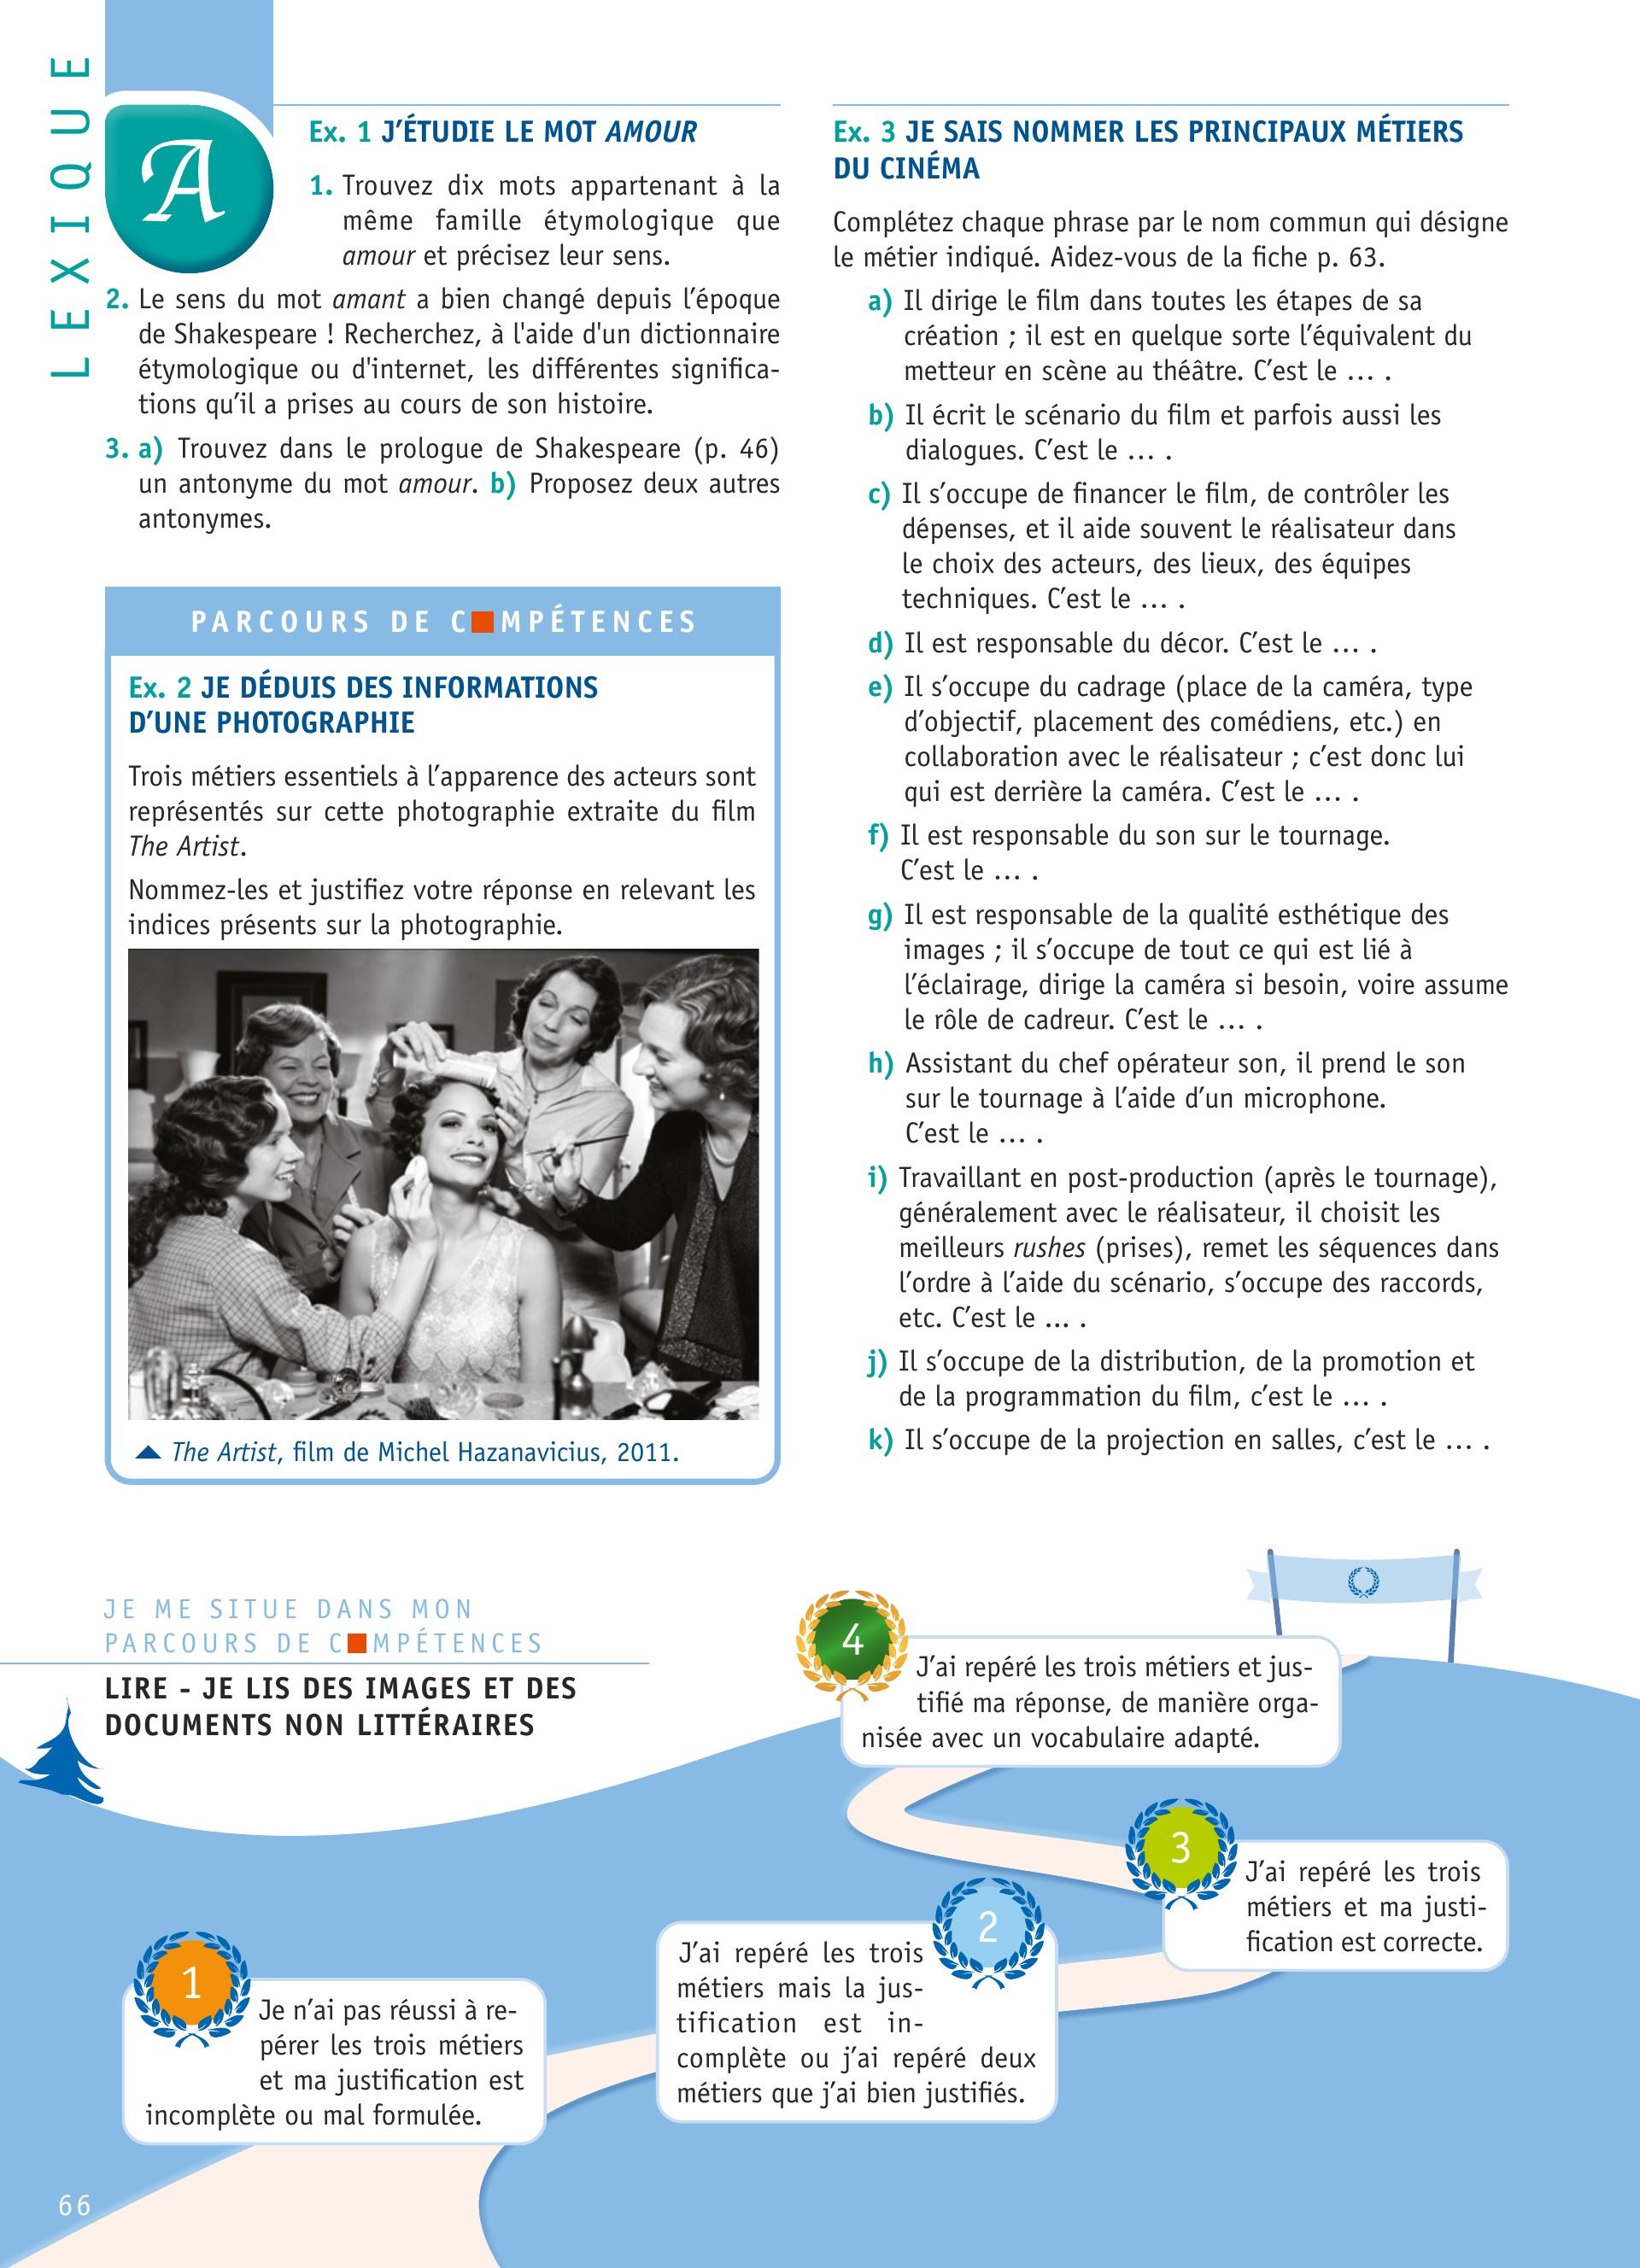 LEXIQUE
A
Ex. 1 J’ÉTUDIE LE MOT AMOUR
1. Trouvez dix mots appartenant à la
même famille étymologique que
amour et précisez leur sens.
2. Le sens du mot amant a bien changé depuis l’époque
de Shakespeare ! Recherchez, à l'aide d'un dictionnaire
étymologique ou d'internet, les différentes significa-
tions qu’il a prises au cours de son histoire.
3. a) Trouvez dans le prologue de Shakespeare (p. 46)
un antonyme du mot amour. b) Proposez deux autres
antonymes.
PARCOURS DE C■MPÉTENCES
Ex. 2 JE DÉDUIS DES INFORMATIONS
D’UNE PHOTOGRAPHIE
Trois métiers essentiels à l’apparence des acteurs sont
représentés sur cette photographie extraite du film
The Artist.
Nommez-les et justifiez votre réponse en relevant les
indices présents sur la photographie.
The Artist, film de Michel Hazanavicius, 2011.
Ex. 3 JE SAIS NOMMER LES PRINCIPAUX MÉTIERS
DU CINÉMA
Complétez chaque phrase par le nom commun qui désigne
le métier indiqué. Aidez-vous de la fiche p. 63.
a) Il dirige le film dans toutes les étapes de sa
création ; il est en quelque sorte l’équivalent du
metteur en scène au théâtre. C’est le ... .
b) Il écrit le scénario du film et parfois aussi les
dialogues. C’est le ... .
c) Il s’occupe de financer le film, de contrôler les
dépenses, et il aide souvent le réalisateur dans
le choix des acteurs, des lieux, des équipes
techniques. C’est le ... .
d) Il est responsable du décor. C’est le ... .
e) Il s’occupe du cadrage (place de la caméra, type
d’objectif, placement des comédiens, etc.) en
collaboration avec le réalisateur ; c’est donc lui
qui est derrière la caméra. C’est le ... .
f) Il est responsable du son sur le tournage.
C’est le ... .
g) Il est responsable de la qualité esthétique des
images ; il s’occupe de tout ce qui est lié à
l’éclairage, dirige la caméra si besoin, voire assume
le rôle de cadreur. C’est le ... .
h) Assistant du chef opérateur son, il prend le son
sur le tournage à l’aide d’un microphone.
C’est le ... .
i) Travaillant en post-production (après le tournage),
généralement avec le réalisateur, il choisit les
meilleurs rushes (prises), remet les séquences dans
l’ordre à l’aide du scénario, s’occupe des raccords,
etc. C’est le ... .
j) Il s’occupe de la distribution, de la promotion et
de la programmation du film, c’est le ... .
k) Il s’occupe de la projection en salles, c’est le ... .
JE ME SITUE DANS MON
PARCOURS DE C■MPÉTENCES
LIRE - JE LIS DES IMAGES ET DES
DOCUMENTS NON LITTÉRAIRES
4
J’ai repéré les trois métiers et jus-
tifié ma réponse, de manière orga-
nisée avec un vocabulaire adapté.
3
J’ai repéré les trois
métiers et ma justi-
fication est correcte.
2
J’ai repéré les trois
métiers mais la jus-
tification est in-
complète ou j’ai repéré deux
métiers que j’ai bien justifiés.
1
Je n’ai pas réussi à re-
pérer les trois métiers
et ma justification est
incomplète ou mal formulée.
66